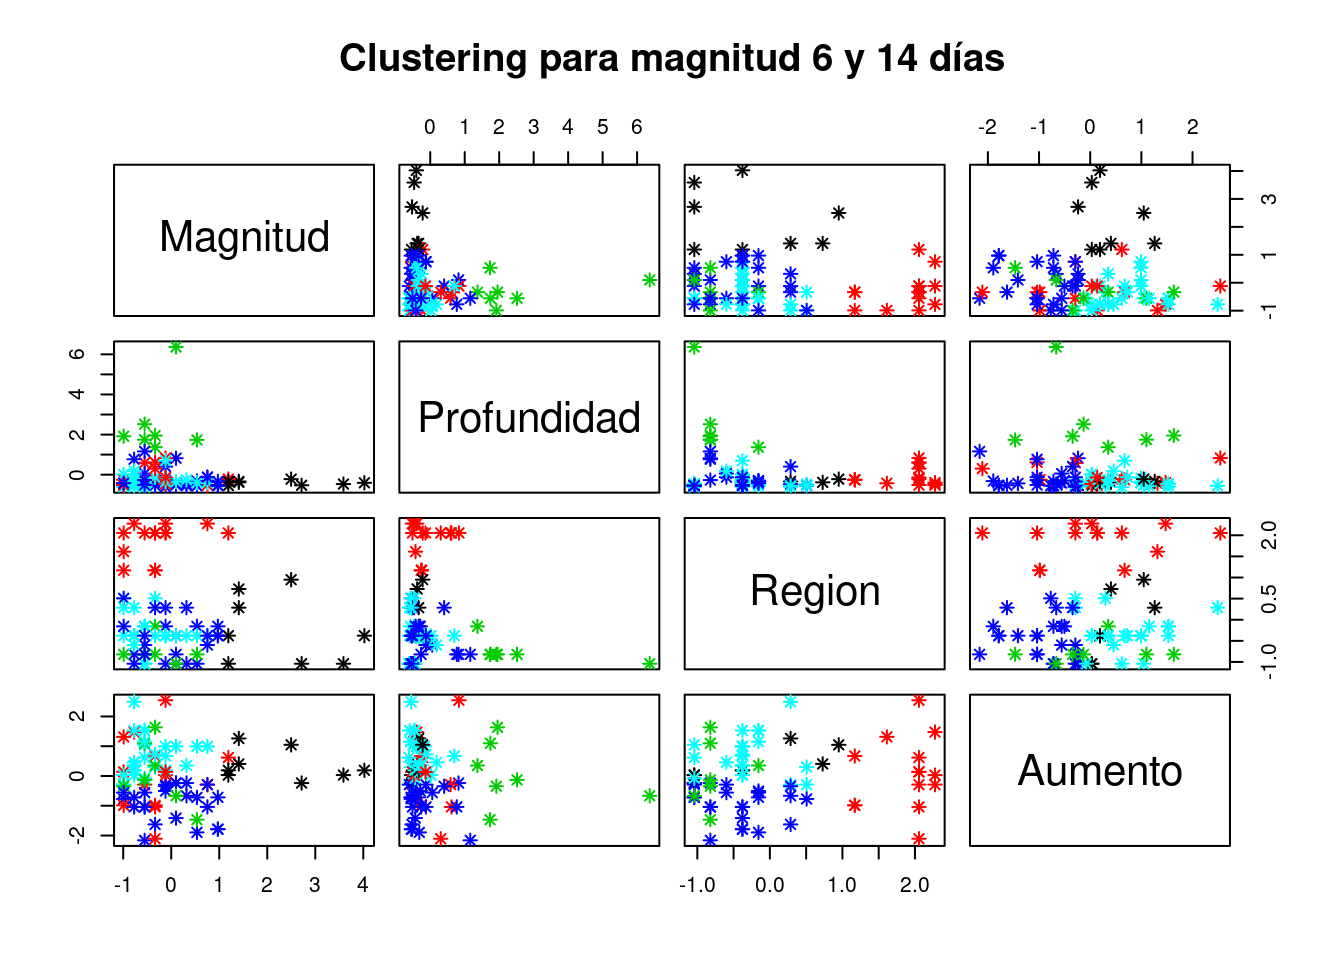 Clustering para magnitud 6 y 14 días
0 1 2 3 4 5 6
-2 -1 0 1 2
Magnitud
-1 1 3
0 2 4 6
Profundidad
Region
-1.0 0.5 2.0
-2 0 2
Aumento
-1 0 1 2 3 4
-1.0 0.0 1.0 2.0